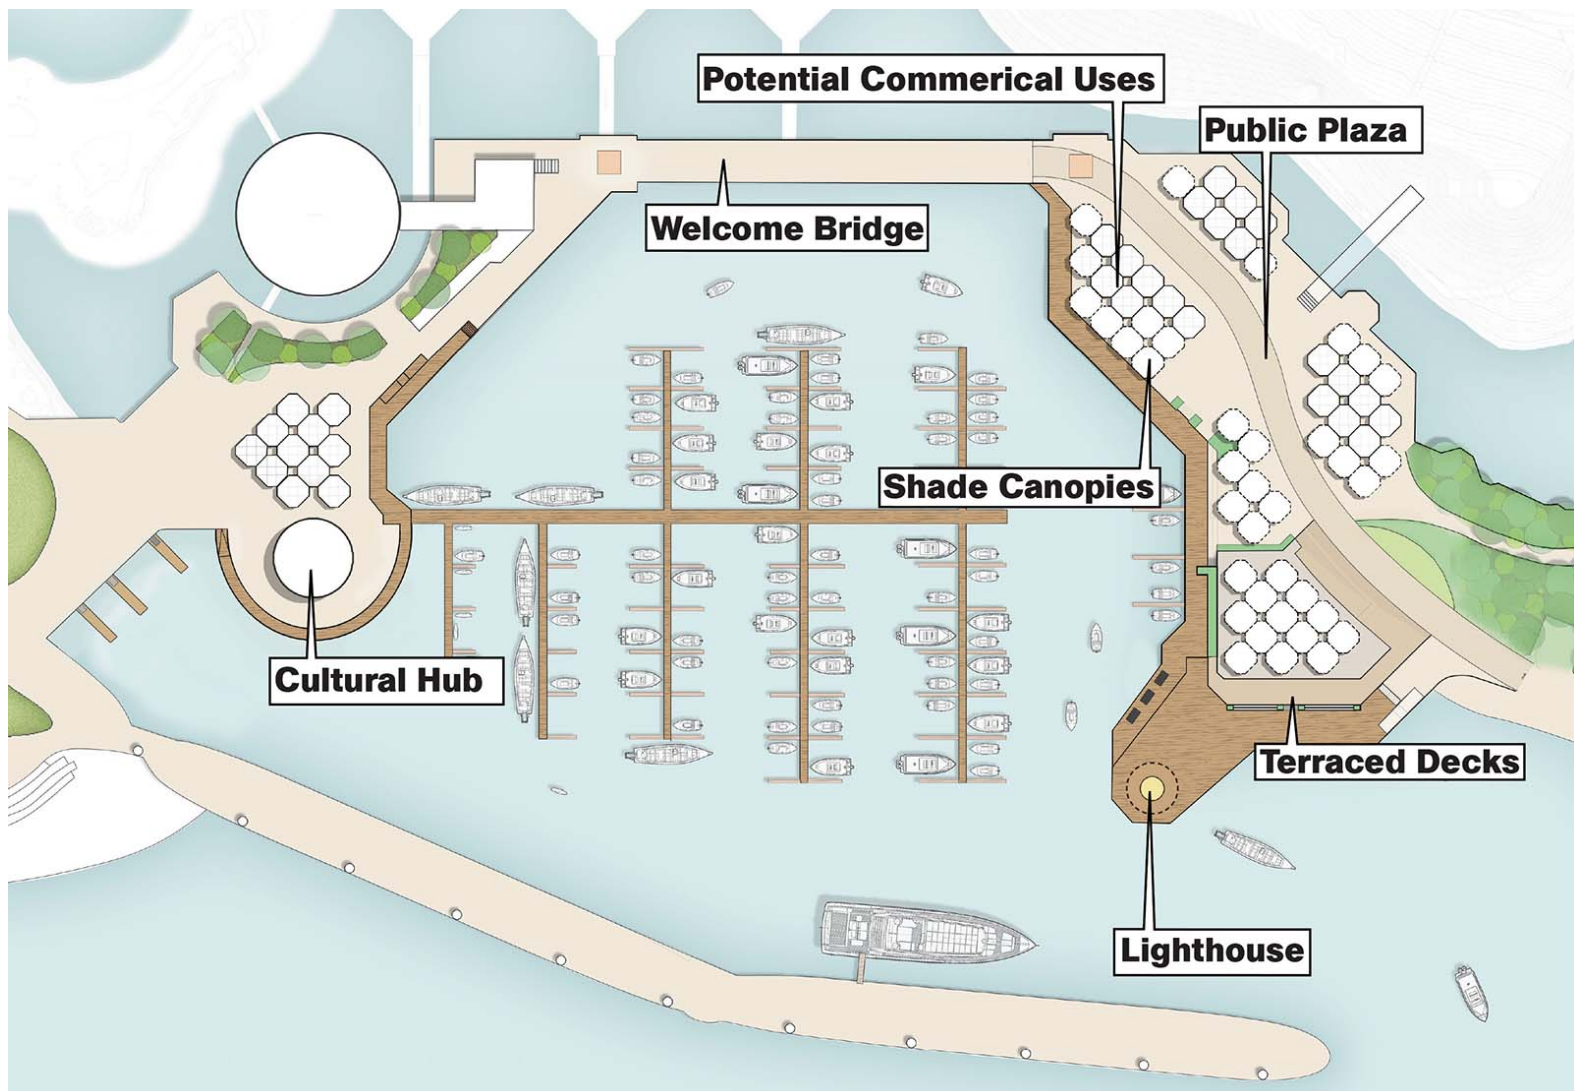 Potential Commerical Uses
Public Plaza
Welcome Bridge
Shade Canopies
Cultural Hub
Terraced Decks
Lighthouse